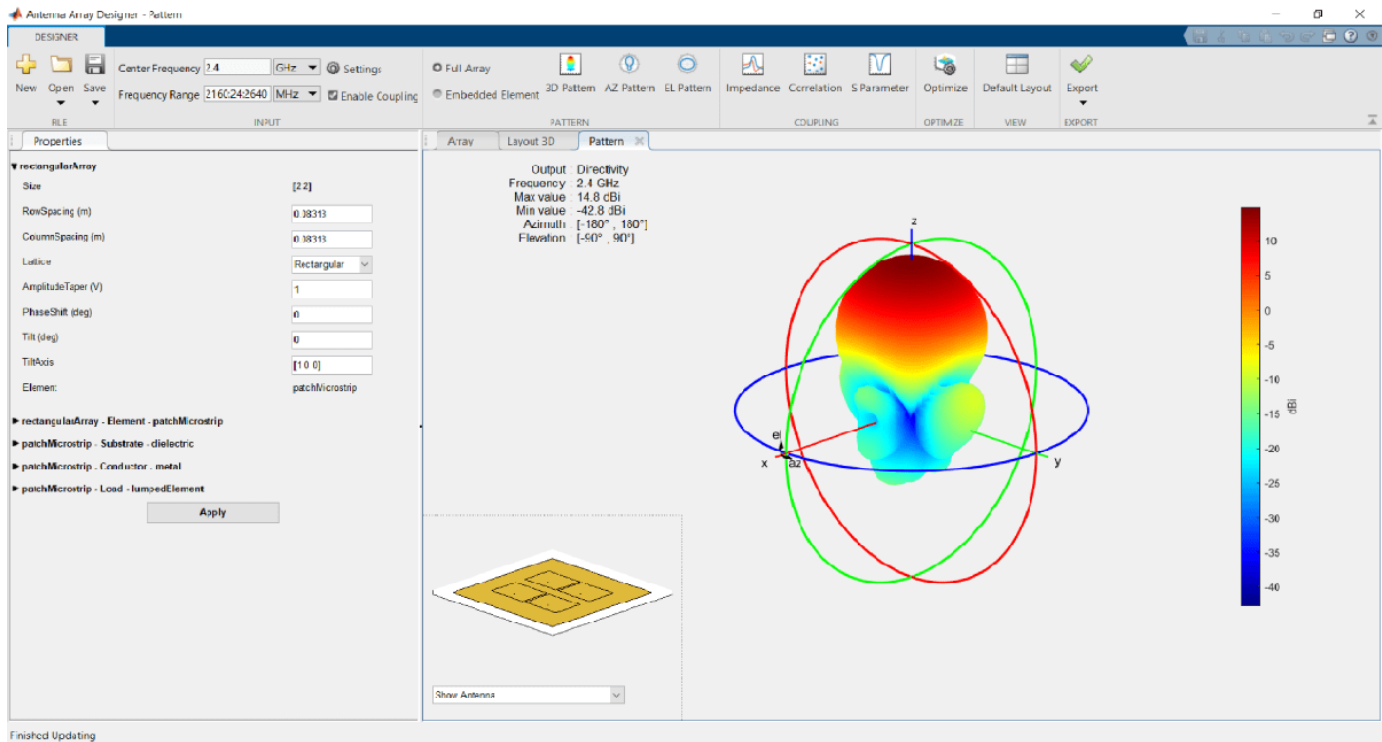 Antenna Array Designer - Pattern
DESIGNER
New Open Save
FILE
Center Frequency 2.4 GHz Settings
Frequency Range 2160:24:2640 MHz Enable Coupling
INPUT
Full Array
Embedded Element
3D Pattern AZ Pattern EL Pattern
PATTERN
Impedance Correlation S Parameter
COUPLING
Optimize
OPTIMIZE
Default Layout
VIEW
Export
EXPORT
Properties
rectangularArray
Size [2 2]
RowSpacing (m) 0.08313
ColumnSpacing (m) 0.08313
Lattice Rectangular
AmplitudeTaper (V) 1
PhaseShift (deg) 0
Tilt (deg) 0
TiltAxis [1 0 0]
Element: patchMicrostrip
rectangularArray - Element - patchMicrostrip
patchMicrostrip - Substrate - dielectric
patchMicrostrip - Conductor - metal
patchMicrostrip - Load - lumpedElement
Apply
Array Layout 3D Pattern
Output : Directivity
Frequency : 2.4 GHz
Max value : 14.8 dBi
Min value : -42.8 dBi
Azimuth : [-180° , 180°]
Elevation : [-90° , 90°]
z
el
x az
y
10
5
0
-5
-10
-15
-20
-25
-30
-35
-40
dBi
Show Antenna
Finished Updating